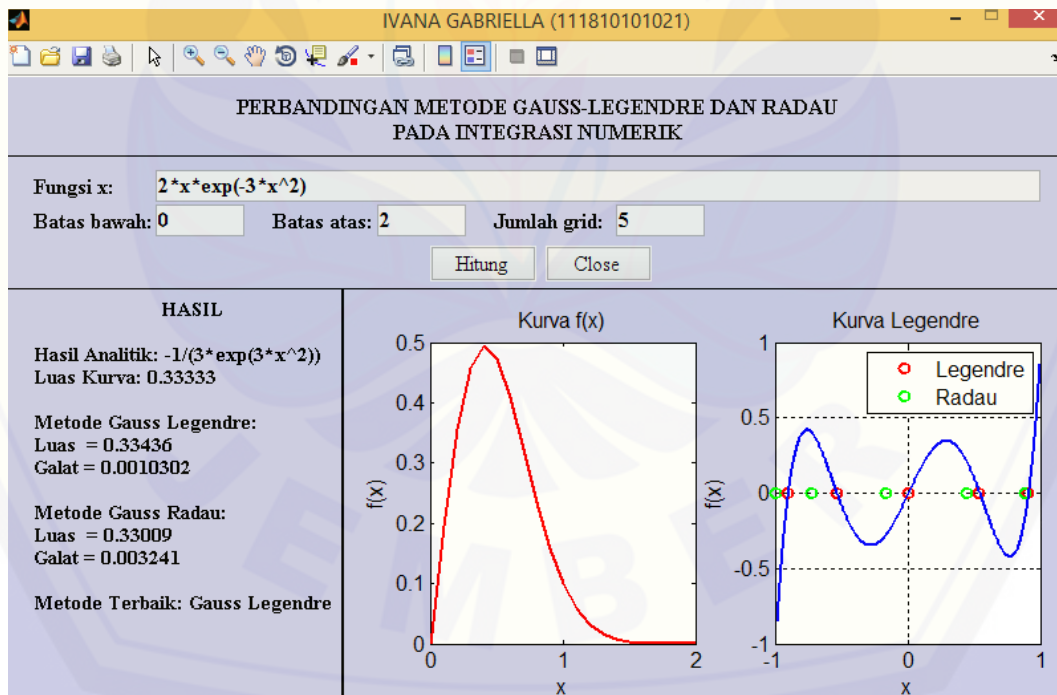 IVANA GABRIELLA (111810101021)
PERBANDINGAN METODE GAUSS-LEGENDRE DAN RADAU
PADA INTEGRASI NUMERIK
Fungsi x: 2*x*exp(-3*x^2)
Batas bawah: 0 Batas atas: 2 Jumlah grid: 5
Hitung Close
HASIL
Hasil Analitik: -1/(3*exp(3*x^2))
Luas Kurva: 0.33333
Metode Gauss Legendre:
Luas = 0.33436
Galat = 0.0010302
Metode Gauss Radau:
Luas = 0.33009
Galat = 0.003241
Metode Terbaik: Gauss Legendre
Kurva f(x)
0.5
0.4
0.3
0.2
0.1
0
f(x)
0 1 2
x
Kurva Legendre
Legendre
Radau
1
0.5
0
-0.5
-1
f(x)
-1 0 1
x
JEMBER